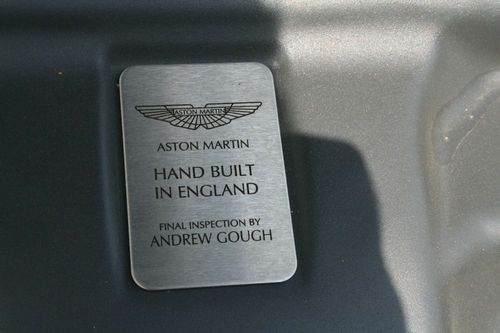 ASTON MARTIN
ASTON MARTIN
HAND BUILT
IN ENGLAND
FINAL INSPECTION BY
ANDREW GOUGH